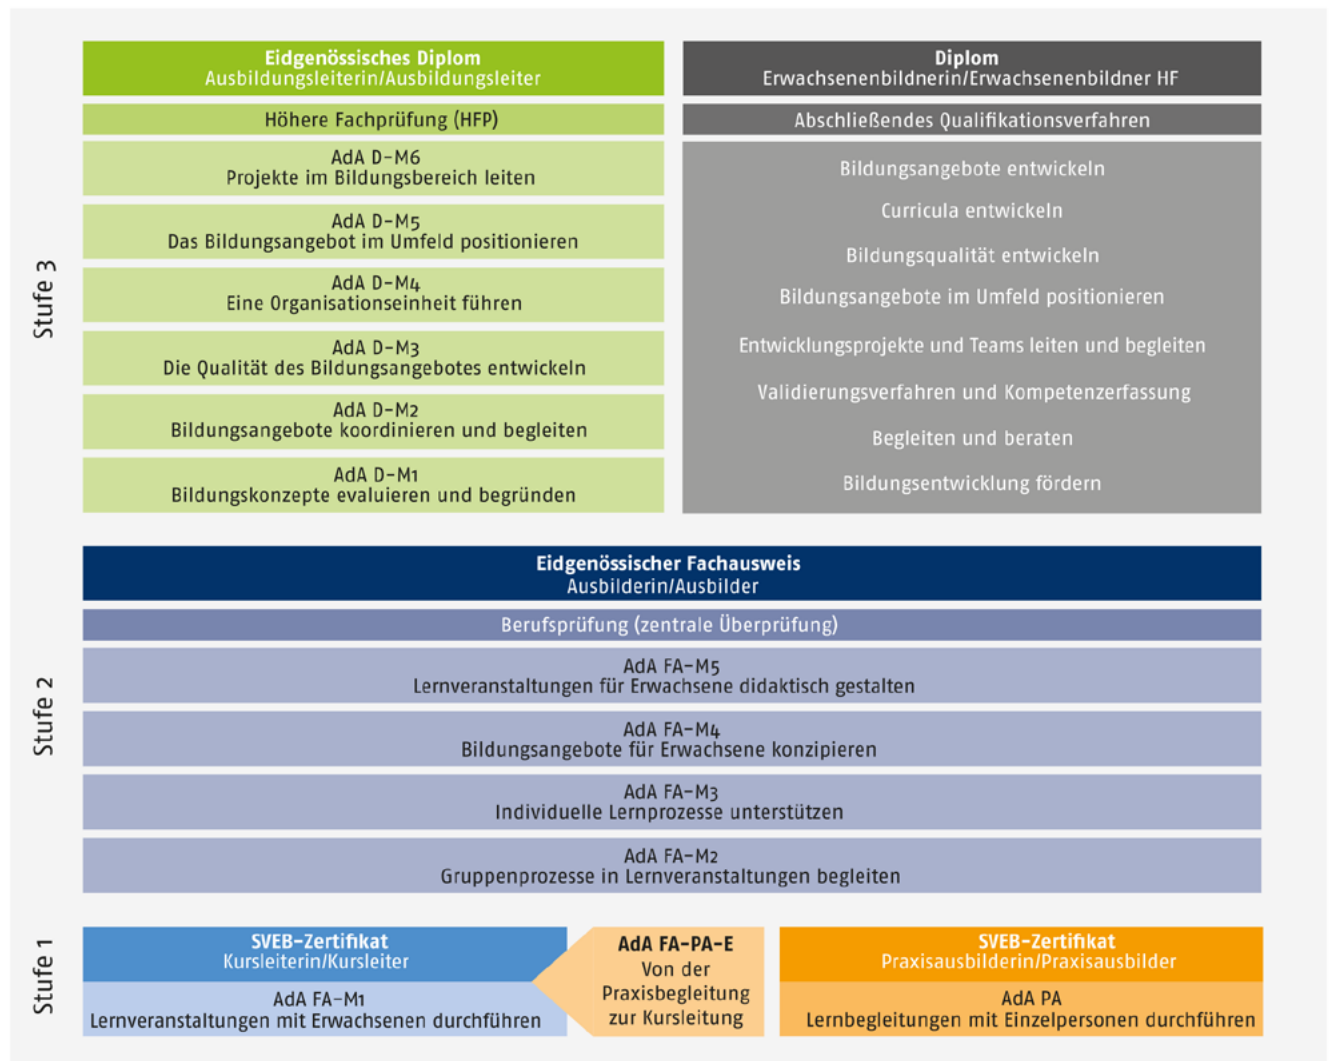 Stufe 3
Eidgenössisches Diplom
Ausbildungsleiterin/Ausbildungsleiter
Höhere Fachprüfung (HFP)
AdA D-M6
Projekte im Bildungsbereich leiten
AdA D-M5
Das Bildungsangebot im Umfeld positionieren
AdA D-M4
Eine Organisationseinheit führen
AdA D-M3
Die Qualität des Bildungsangebotes entwickeln
AdA D-M2
Bildungsangebote koordinieren und begleiten
AdA D-M1
Bildungskonzepte evaluieren und begründen
Diplom
Erwachsenenbildnerin/Erwachsenenbildner HF
Abschließendes Qualifikationsverfahren
Bildungsangebote entwickeln
Curricula entwickeln
Bildungsqualität entwickeln
Bildungsangebote im Umfeld positionieren
Entwicklungsprojekte und Teams leiten und begleiten
Validierungsverfahren und Kompetenzerfassung
Begleiten und beraten
Bildungsentwicklung fördern
Stufe 2
Eidgenössischer Fachausweis
Ausbilderin/Ausbilder
Berufsprüfung (zentrale Überprüfung)
AdA FA-M5
Lernveranstaltungen für Erwachsene didaktisch gestalten
AdA FA-M4
Bildungsangebote für Erwachsene konzipieren
AdA FA-M3
Individuelle Lernprozesse unterstützen
AdA FA-M2
Gruppenprozesse in Lernveranstaltungen begleiten
Stufe 1
SVEB-Zertifikat
Kursleiterin/Kursleiter
AdA FA-M1
Lernveranstaltungen mit Erwachsenen durchführen
AdA FA-PA-E
Von der
Praxisbegleitung
zur Kursleitung
SVEB-Zertifikat
Praxisausbilderin/Praxisausbilder
AdA PA
Lernbegleitungen mit Einzelpersonen durchführen